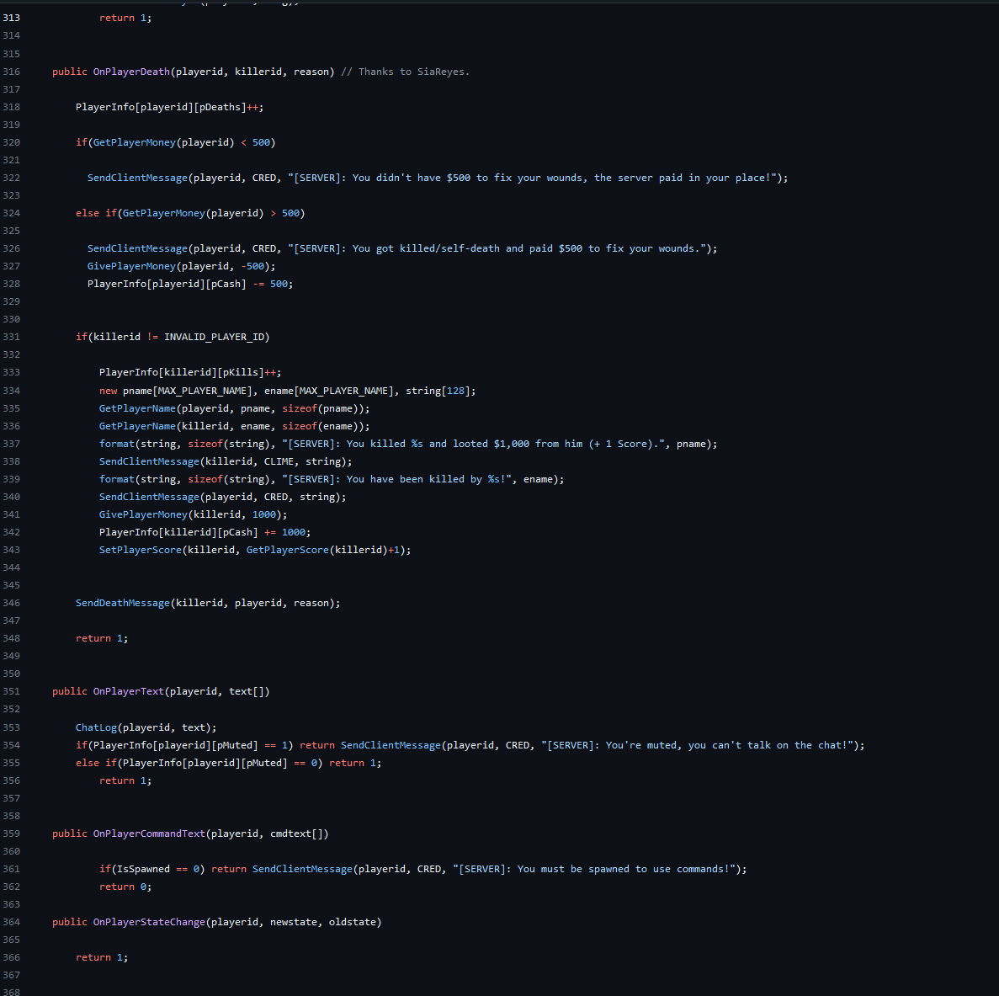 313 return 1;
314
315
316 public OnPlayerDeath(playerid, killerid, reason) // Thanks to SiaReyes.
317
318 PlayerInfo[playerid][pDeaths]++;
319
320 if(GetPlayerMoney(playerid) < 500)
321
322 SendClientMessage(playerid, CRED, "[SERVER]: You didn't have $500 to fix your wounds, the server paid in your place!");
323
324 else if(GetPlayerMoney(playerid) > 500)
325
326 SendClientMessage(playerid, CRED, "[SERVER]: You got killed/self-death and paid $500 to fix your wounds.");
327 GivePlayerMoney(playerid, -500);
328 PlayerInfo[playerid][pCash] -= 500;
329
330
331 if(killerid != INVALID_PLAYER_ID)
332
333 PlayerInfo[killerid][pKills]++;
334 new pname[MAX_PLAYER_NAME], ename[MAX_PLAYER_NAME], string[128];
335 GetPlayerName(playerid, pname, sizeof(pname));
336 GetPlayerName(killerid, ename, sizeof(ename));
337 format(string, sizeof(string), "[SERVER]: You killed %s and looted $1,000 from him (+ 1 Score).", pname);
338 SendClientMessage(killerid, CLIME, string);
339 format(string, sizeof(string), "[SERVER]: You have been killed by %s!", ename);
340 SendClientMessage(playerid, CRED, string);
341 GivePlayerMoney(killerid, 1000);
342 PlayerInfo[killerid][pCash] += 1000;
343 SetPlayerScore(killerid, GetPlayerScore(killerid)+1);
344
345
346 SendDeathMessage(killerid, playerid, reason);
347
348 return 1;
349
350
351 public OnPlayerText(playerid, text[])
352
353 ChatLog(playerid, text);
354 if(PlayerInfo[playerid][pMuted] == 1) return SendClientMessage(playerid, CRED, "[SERVER]: You're muted, you can't talk on the chat!");
355 else if(PlayerInfo[playerid][pMuted] == 0) return 1;
356 return 1;
357
358
359 public OnPlayerCommandText(playerid, cmdtext[])
360
361 if(IsSpawned == 0) return SendClientMessage(playerid, CRED, "[SERVER]: You must be spawned to use commands!");
362 return 0;
363
364 public OnPlayerStateChange(playerid, newstate, oldstate)
365
366 return 1;
367
368